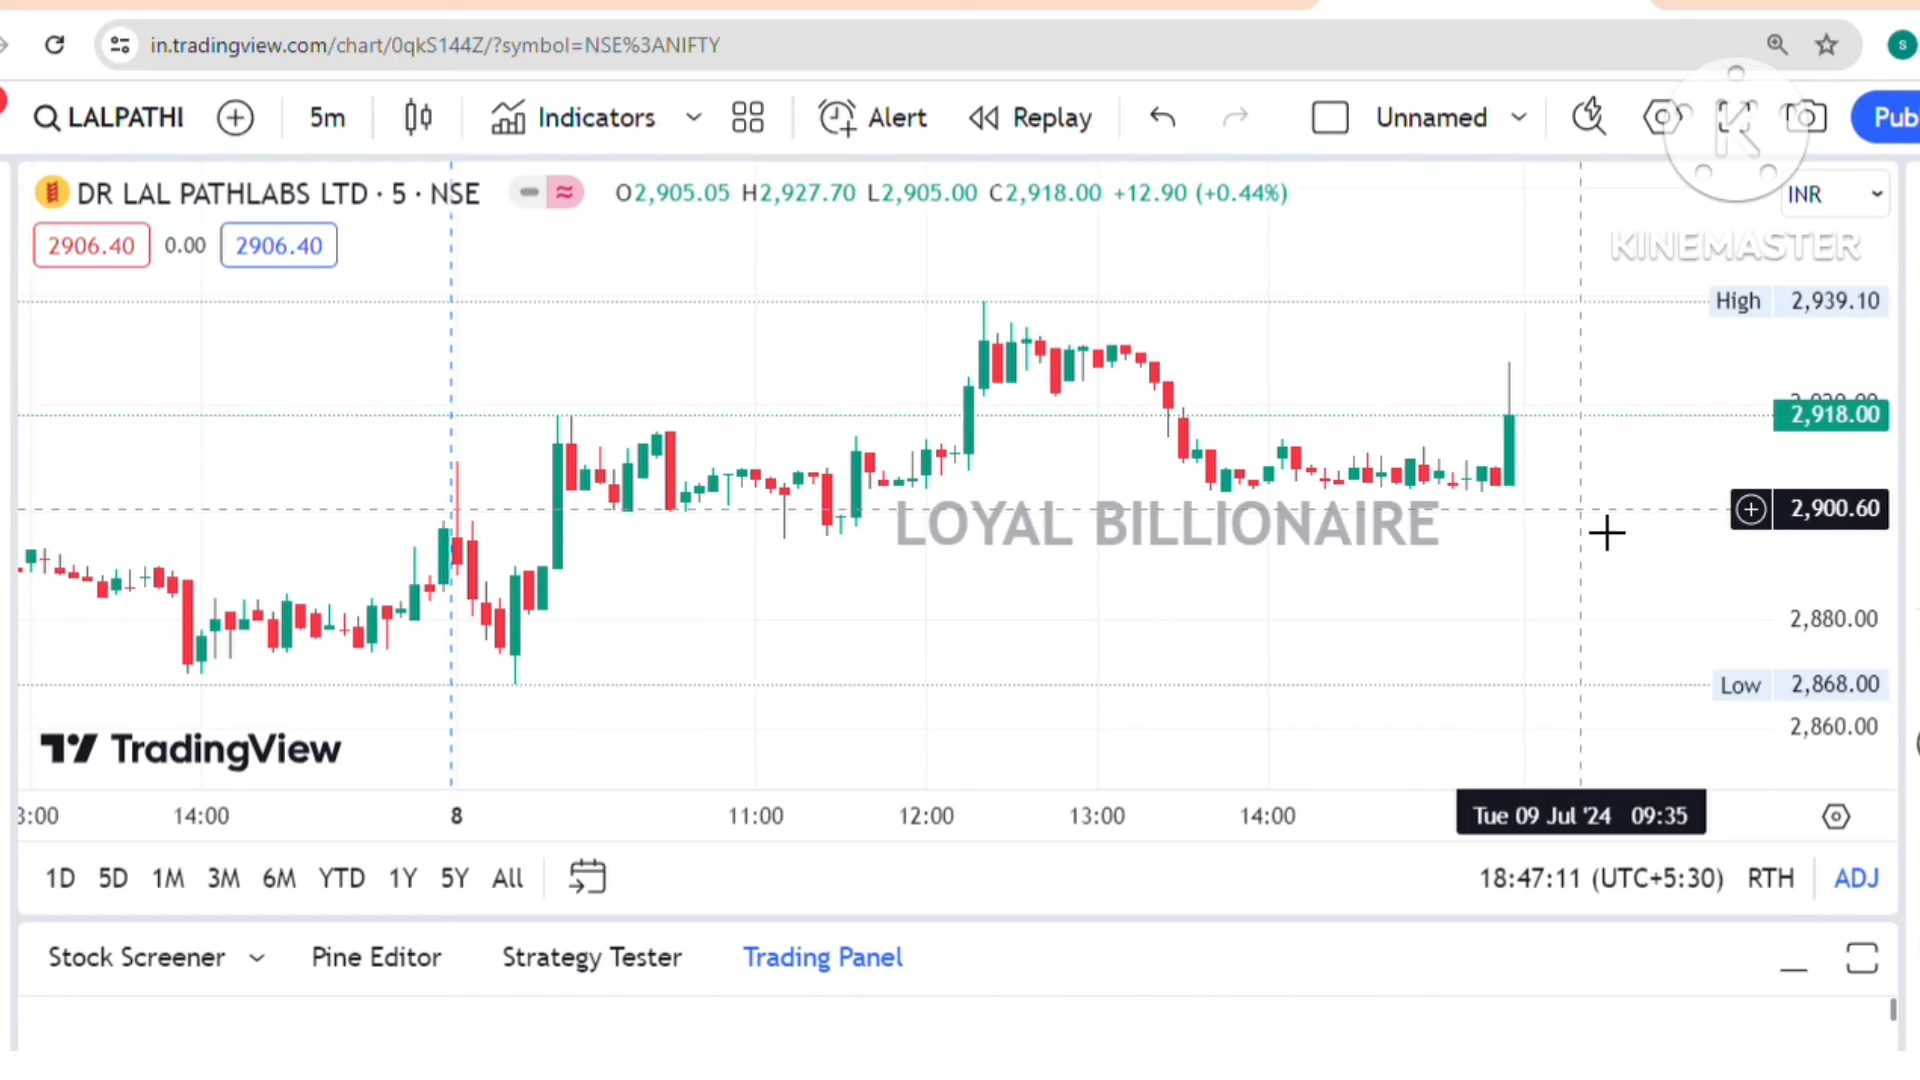 in.tradingview.com/chart/0qkS144Z/?symbol=NSE%3ANIFTY
S
LALPATHI 5m Indicators Alert Replay Unnamed Pub
DR LAL PATHLABS LTD · 5 · NSE O2,905.05 H2,927.70 L2,905.00 C2,918.00 +12.90 (+0.44%) INR
2906.40 0.00 2906.40
K
KINEMASTER
High 2,939.10
2,918.00
2,900.60
LOYAL BILLIONAIRE
2,880.00
Low 2,868.00
2,860.00
TradingView
3:00 14:00 8 11:00 12:00 13:00 14:00 Tue 09 Jul '24 09:35
1D 5D 1M 3M 6M YTD 1Y 5Y All 18:47:11 (UTC+5:30) RTH ADJ
Stock Screener Pine Editor Strategy Tester Trading Panel